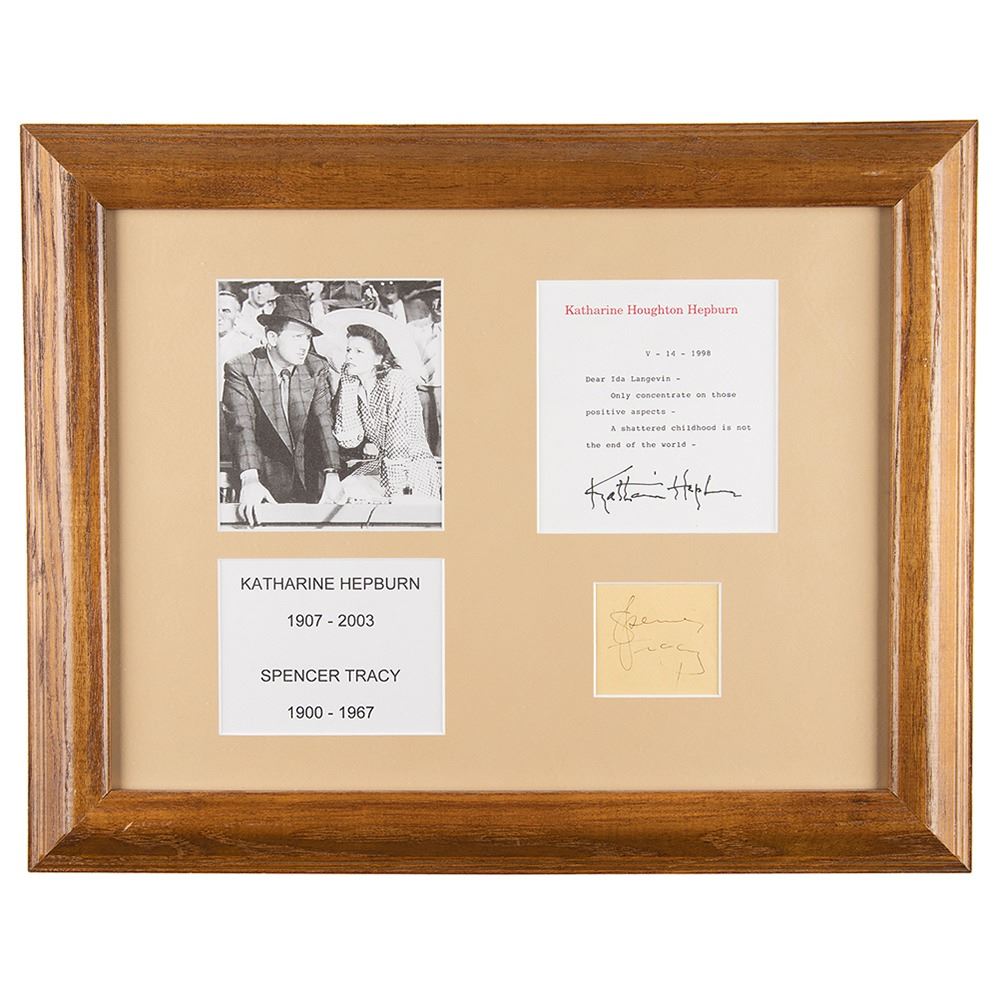 Katharine Houghton Hepburn
V - 14 - 1998
Dear Ida Langevin -
Only concentrate on those
positive aspects -
A shattered childhood is not
the end of the world -
Katharine Hepburn
KATHARINE HEPBURN
1907 - 2003
SPENCER TRACY
1900 - 1967
Spencer
Tracy